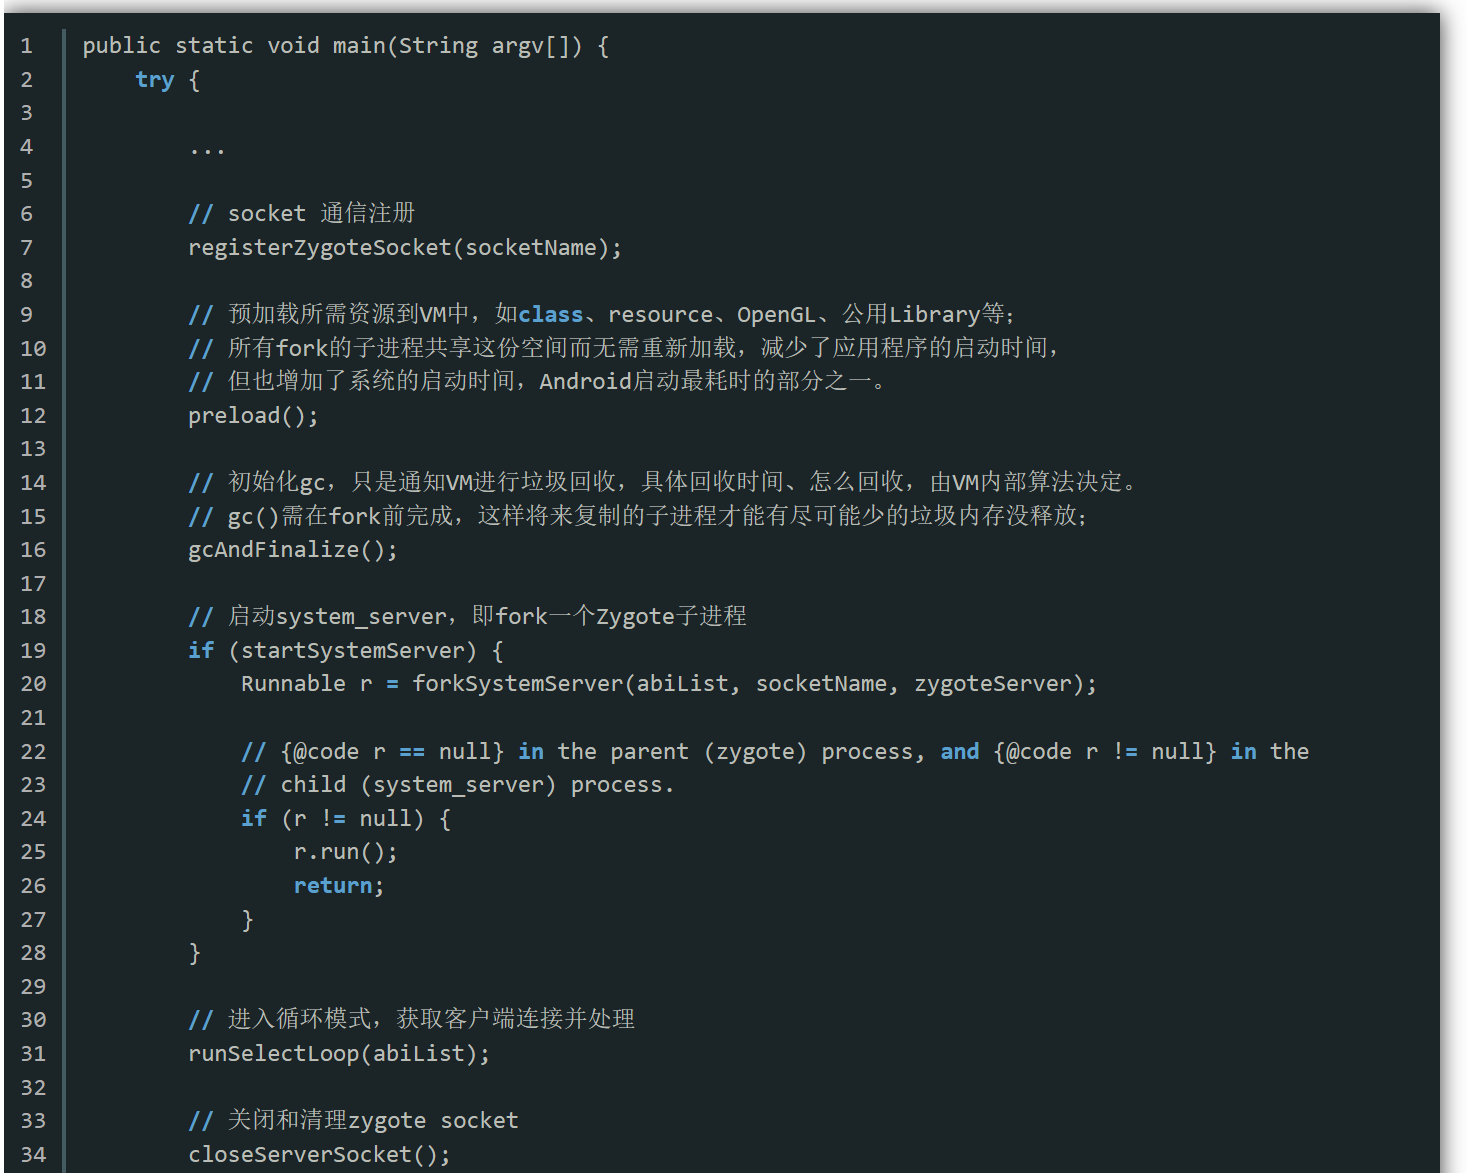 1 public static void main(String argv[]) {
2     try {
3
4         ...
5
6         // socket 通信注册
7         registerZygoteSocket(socketName);
8
9         // 预加载所需资源到VM中，如class、resource、OpenGL、公用Library等；
10         // 所有fork的子进程共享这份空间而无需重新加载，减少了应用程序的启动时间，
11         // 但也增加了系统的启动时间，Android启动最耗时的部分之一。
12         preload();
13
14         // 初始化gc，只是通知VM进行垃圾回收，具体回收时间、怎么回收，由VM内部算法决定。
15         // gc()需在fork前完成，这样将来复制的子进程才能有尽可能少的垃圾内存没释放；
16         gcAndFinalize();
17
18         // 启动system_server，即fork一个Zygote子进程
19         if (startSystemServer) {
20             Runnable r = forkSystemServer(abiList, socketName, zygoteServer);
21
22             // {@code r == null} in the parent (zygote) process, and {@code r != null} in the
23             // child (system_server) process.
24             if (r != null) {
25                 r.run();
26                 return;
27             }
28         }
29
30         // 进入循环模式，获取客户端连接并处理
31         runSelectLoop(abiList);
32
33         // 关闭和清理zygote socket
34         closeServerSocket();